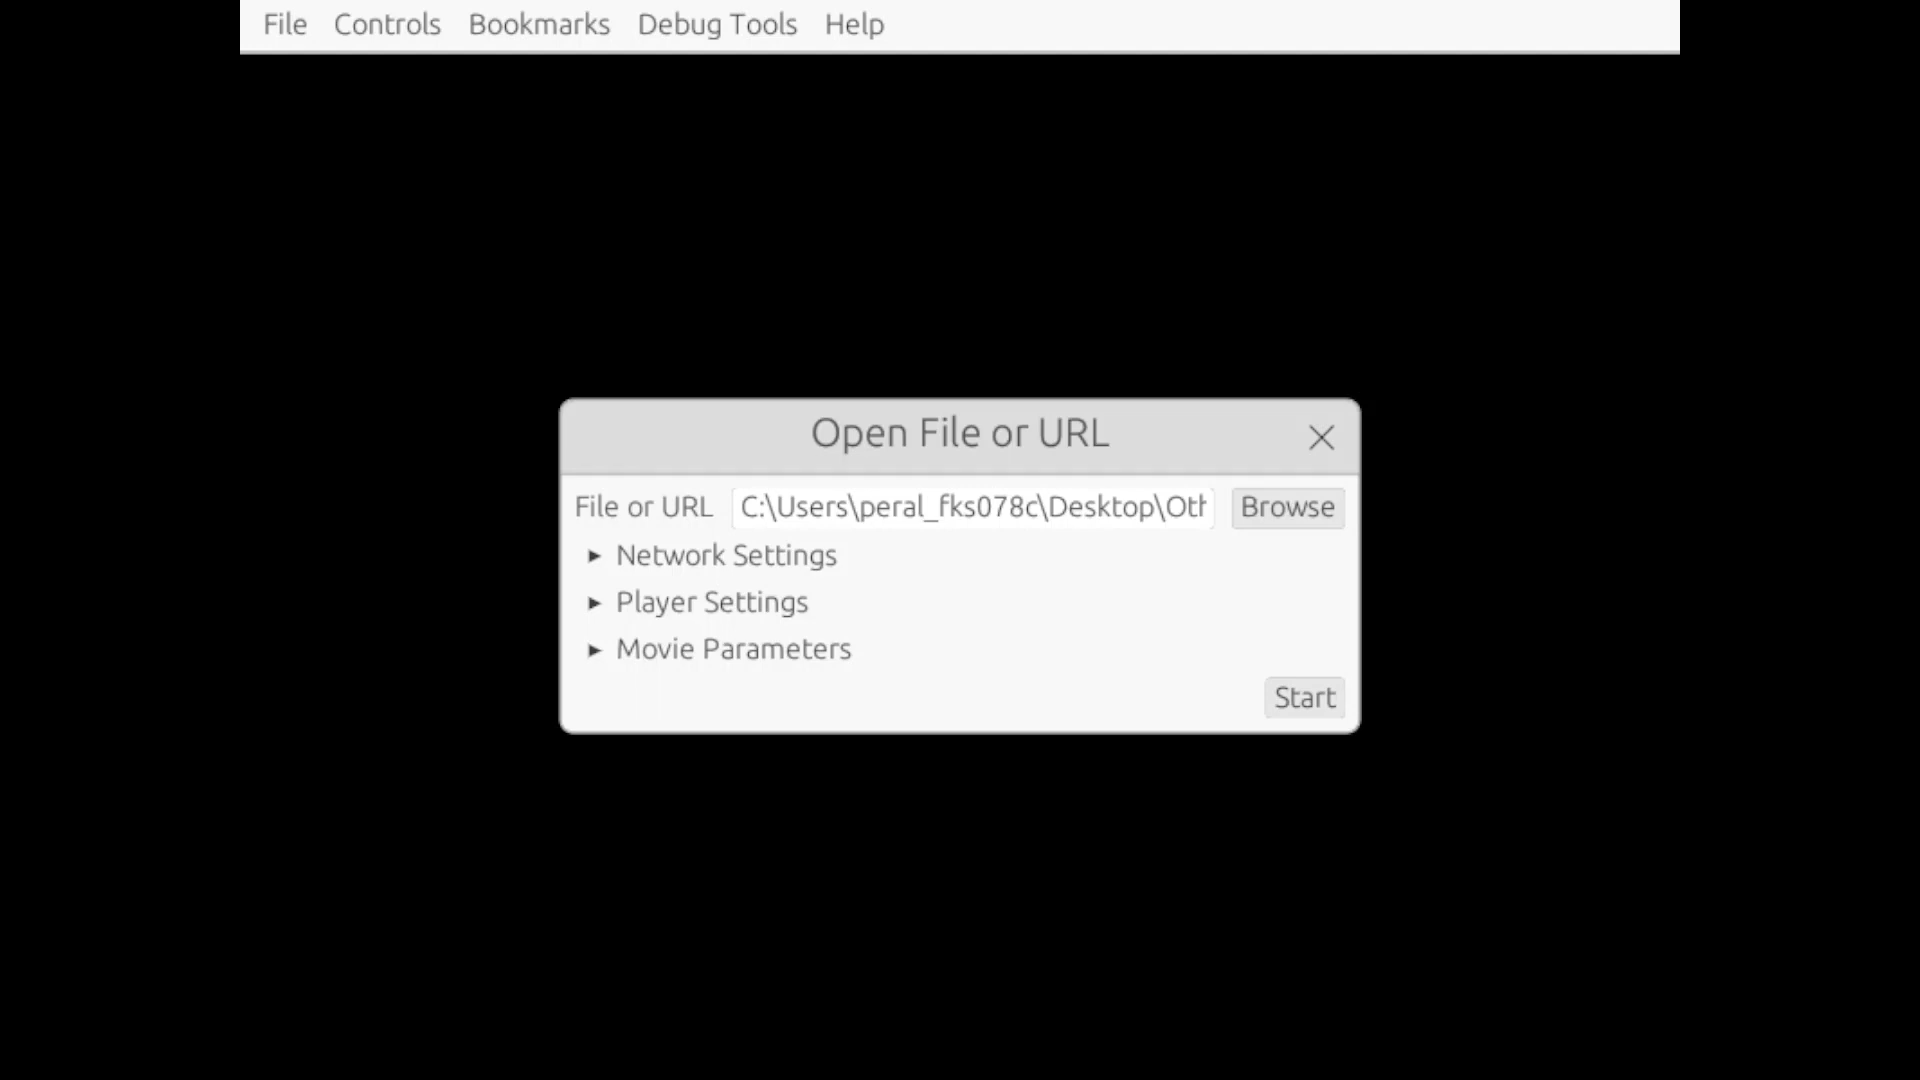 File Controls Bookmarks Debug Tools Help
Open File or URL
File or URL C:\Users\peral_fks078c\Desktop\Oth Browse
Network Settings
Player Settings
Movie Parameters
Start